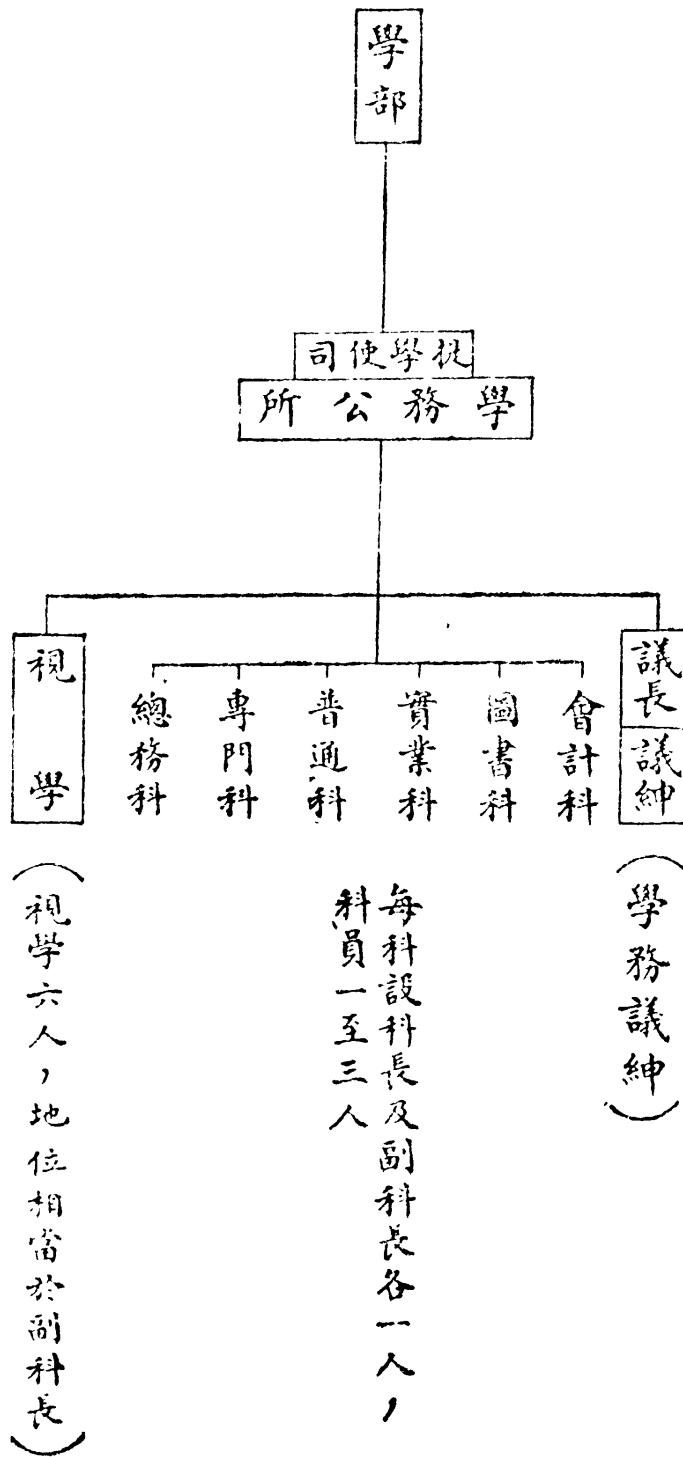 學部
提學使司
學務公所
議長
議紳
(學務議紳)
會計科
圖書科
實業科
普通科
專門科
總務科
每科設科長及副科長各一人,
科員一至三人
視學
(視學六人,地位相當於副科長)